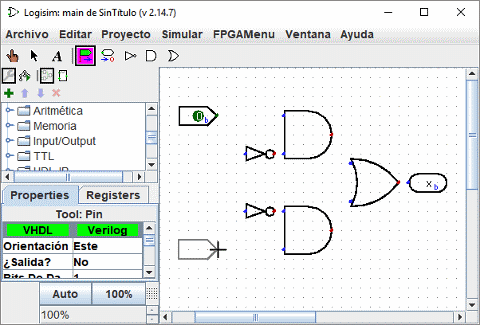 Logisim: main de SinTítulo (v 2.14.7)
Archivo Editar Proyecto Simular FPGAMenu Ventana Ayuda
A
Aritmética
Memoria
Input/Output
TTL
Properties Registers
Tool: Pin
VHDL Verilog
Orientación Este
¿Salida? No
Bits De Da 1
Auto 100%
100%
0 b
x b